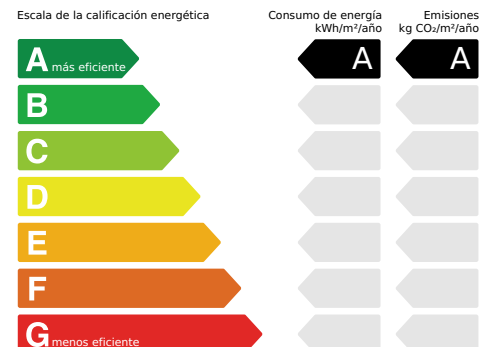 Escala de la calificación energética
Consumo de energía
kWh/m²/año
Emisiones
kg CO₂/m²/año
A más eficiente
A
A
B
C
D
E
F
G menos eficiente